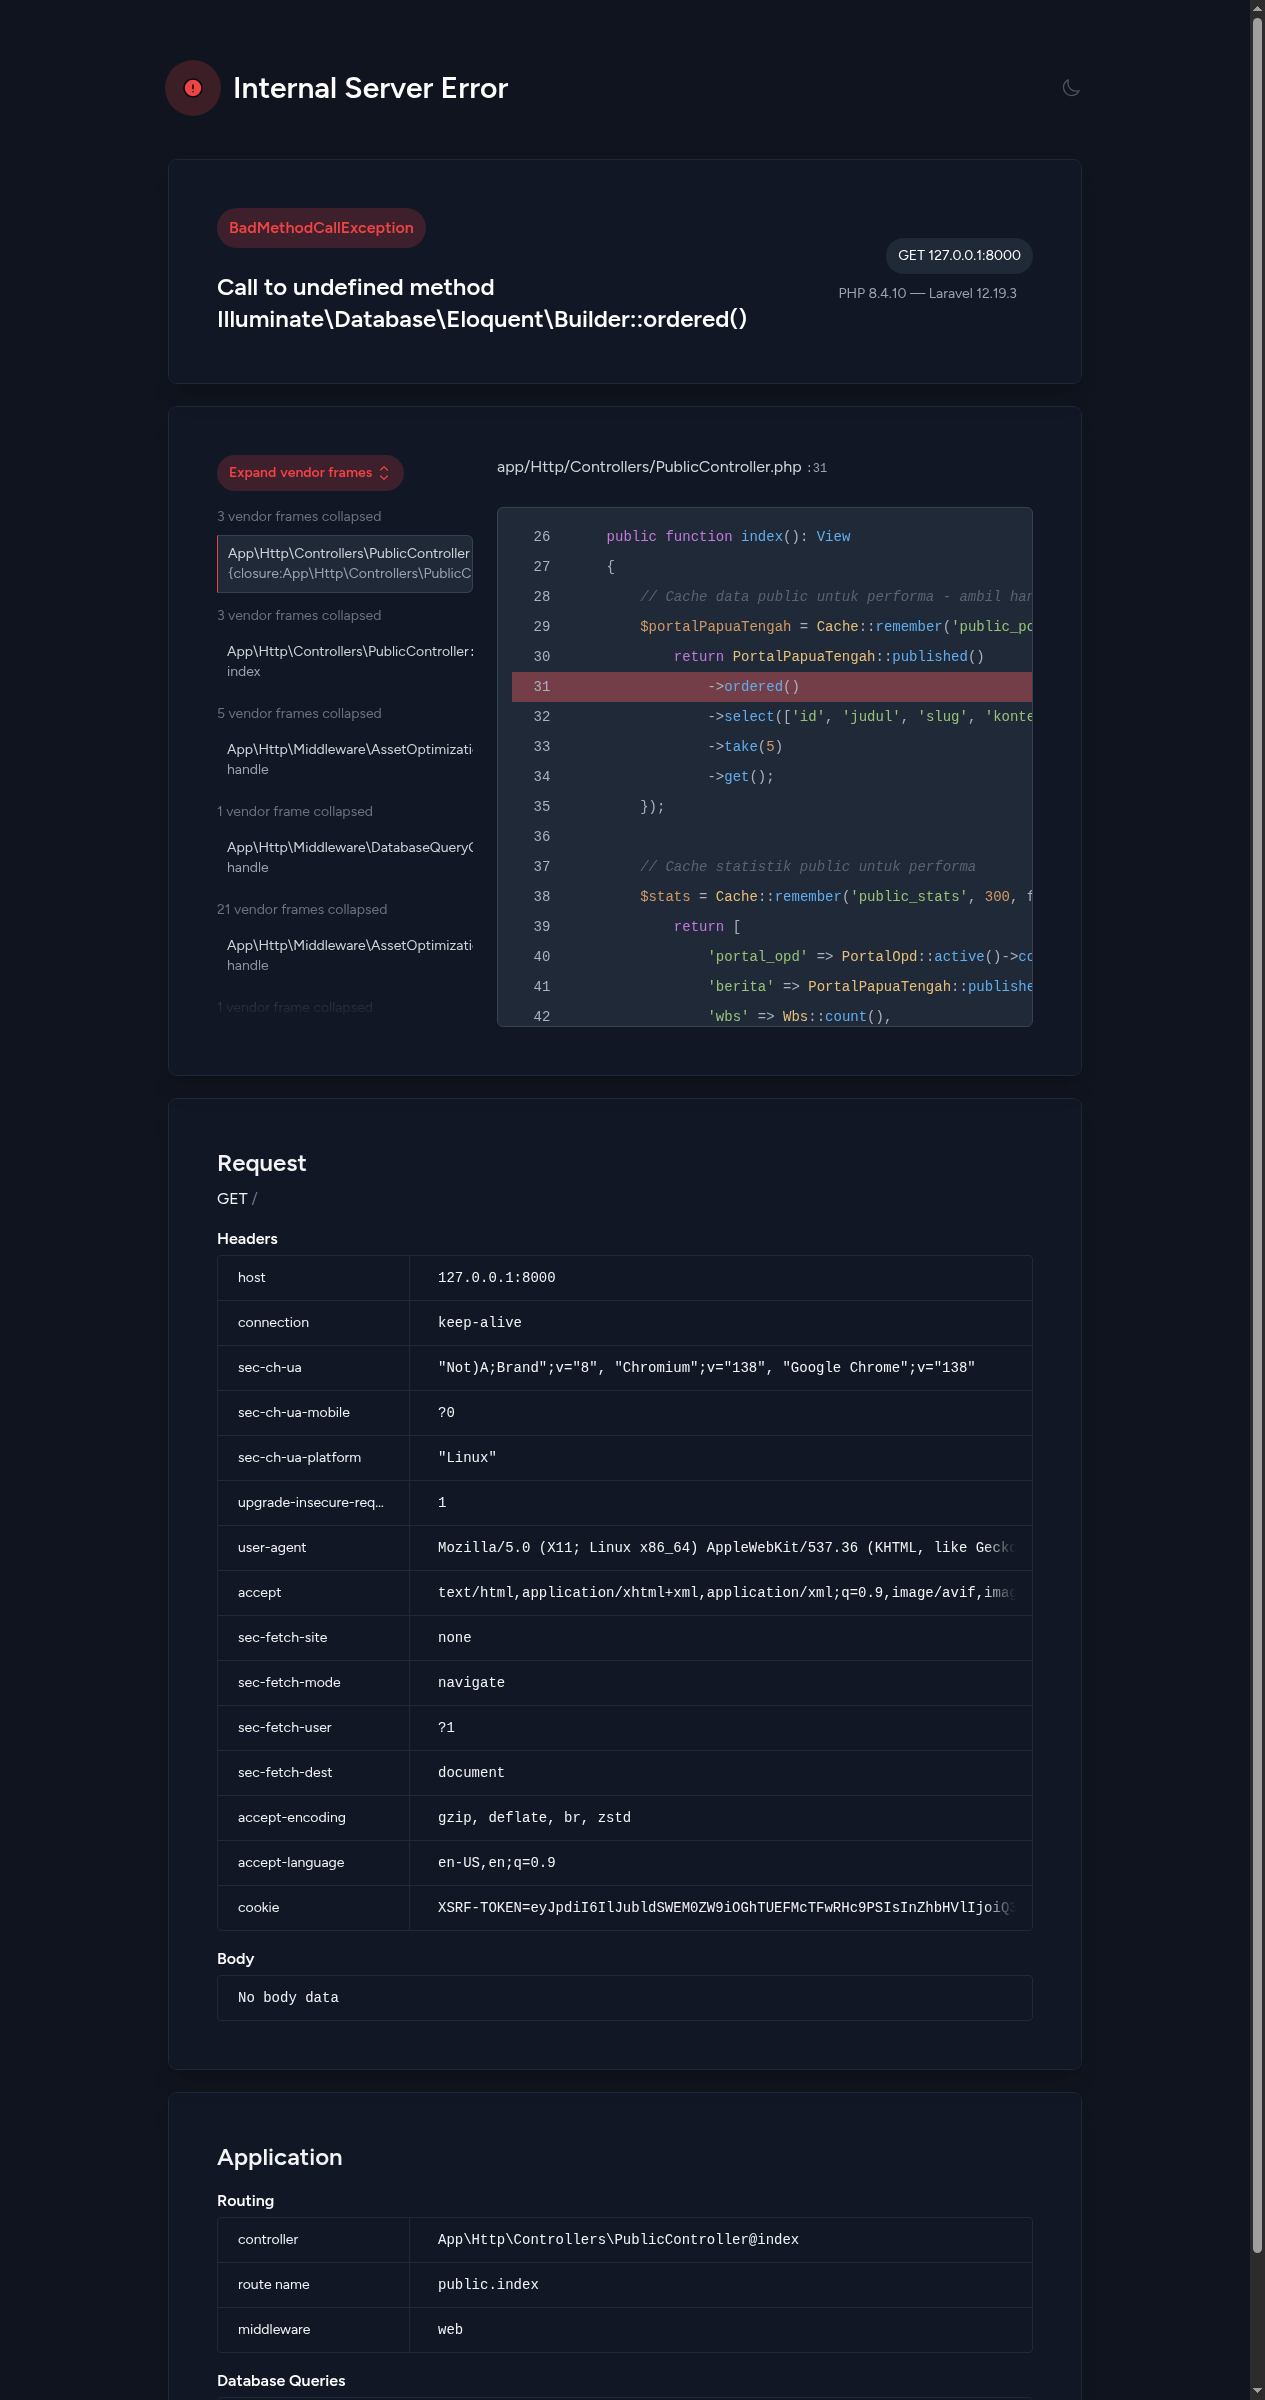 Internal Server Error
BadMethodCallException
GET 127.0.0.1:8000
Call to undefined method
Illuminate\Database\Eloquent\Builder::ordered()
PHP 8.4.10 — Laravel 12.19.3
Expand vendor frames
3 vendor frames collapsed
App\Http\Controllers\PublicController
{closure:App\Http\Controllers\PublicC
3 vendor frames collapsed
App\Http\Controllers\PublicController:
index
5 vendor frames collapsed
App\Http\Middleware\AssetOptimizati
handle
1 vendor frame collapsed
App\Http\Middleware\DatabaseQuery
handle
21 vendor frames collapsed
App\Http\Middleware\AssetOptimizati
handle
1 vendor frame collapsed
app/Http/Controllers/PublicController.php :31
26 public function index(): View
27 {
28 // Cache data public untuk performa - ambil han
29 $portalPapuaTengah = Cache::remember('public_po
30 return PortalPapuaTengah::published()
31 ->ordered()
32 ->select(['id', 'judul', 'slug', 'konte
33 ->take(5)
34 ->get();
35 });
36
37 // Cache statistik public untuk performa
38 $stats = Cache::remember('public_stats', 300, f
39 return [
40 'portal_opd' => PortalOpd::active()->co
41 'berita' => PortalPapuaTengah::publishe
42 'wbs' => Wbs::count(),
Request
GET /
Headers
host 127.0.0.1:8000
connection keep-alive
sec-ch-ua "Not)A;Brand";v="8", "Chromium";v="138", "Google Chrome";v="138"
sec-ch-ua-mobile ?0
sec-ch-ua-platform "Linux"
upgrade-insecure-req... 1
user-agent Mozilla/5.0 (X11; Linux x86_64) AppleWebKit/537.36 (KHTML, like Gecko
accept text/html,application/xhtml+xml,application/xml;q=0.9,image/avif,imag
sec-fetch-site none
sec-fetch-mode navigate
sec-fetch-user ?1
sec-fetch-dest document
accept-encoding gzip, deflate, br, zstd
accept-language en-US,en;q=0.9
cookie XSRF-TOKEN=eyJpdiI6IlJubldSWEM0ZW9iOGhTUEFMcTFwRHc9PSIsInZhbHVlIjoiQ3
Body
No body data
Application
Routing
controller App\Http\Controllers\PublicController@index
route name public.index
middleware web
Database Queries